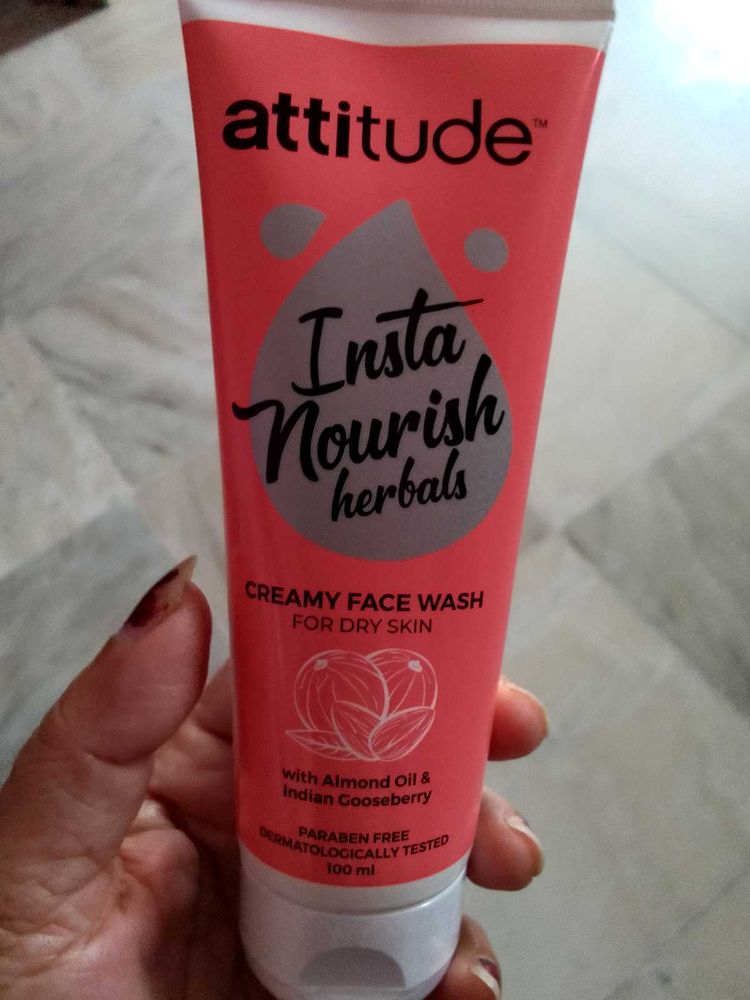 attitude™
Insta
Nourish
herbals
CREAMY FACE WASH
FOR DRY SKIN
with Almond Oil &
Indian Gooseberry
PARABEN FREE
DERMATOLOGICALLY TESTED
100 ml